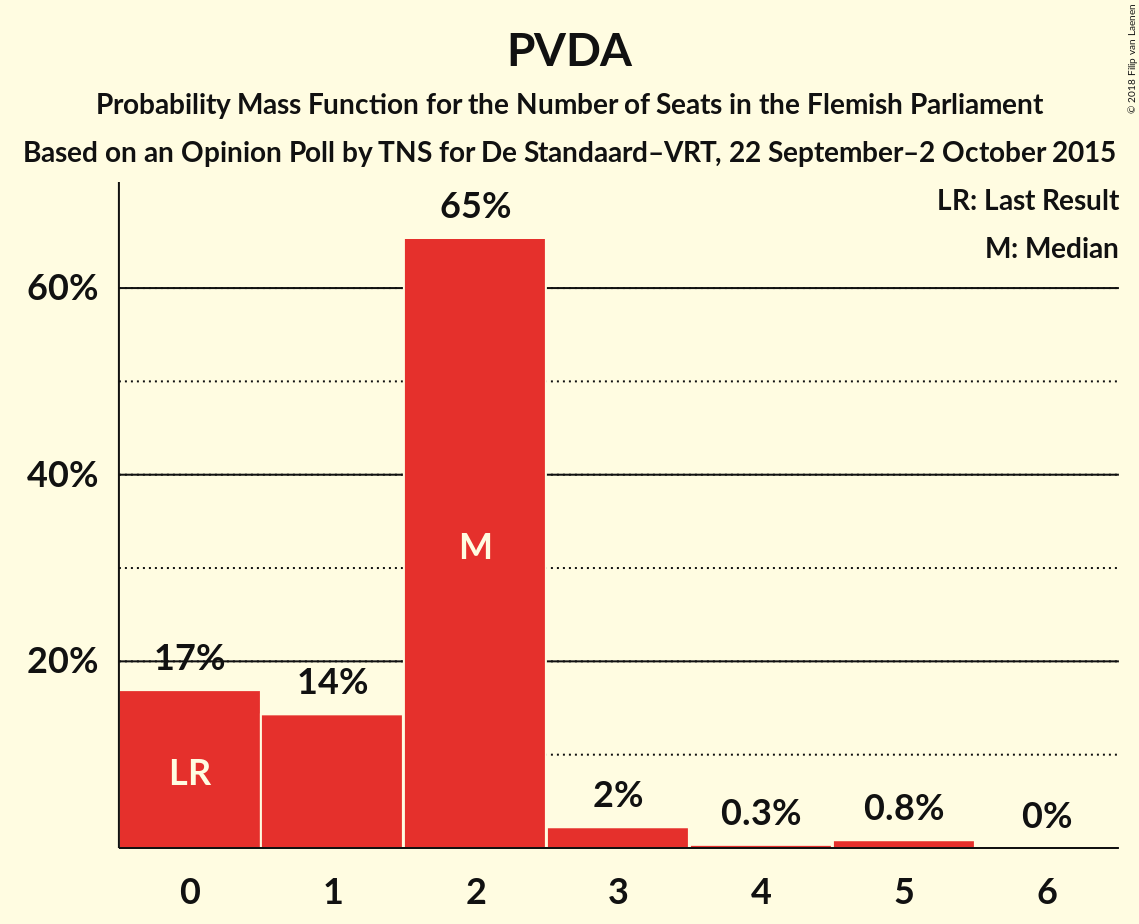 PVDA
Probability Mass Function for the Number of Seats in the Flemish Parliament
Based on an Opinion Poll by TNS for De Standaard–VRT, 22 September–2 October 2015
© 2018 Filip van Laenen
LR: Last Result
M: Median
65%
60%
40%
M
20%
17%
14%
LR
2%
0.3%
0.8%
0%
0 1 2 3 4 5 6